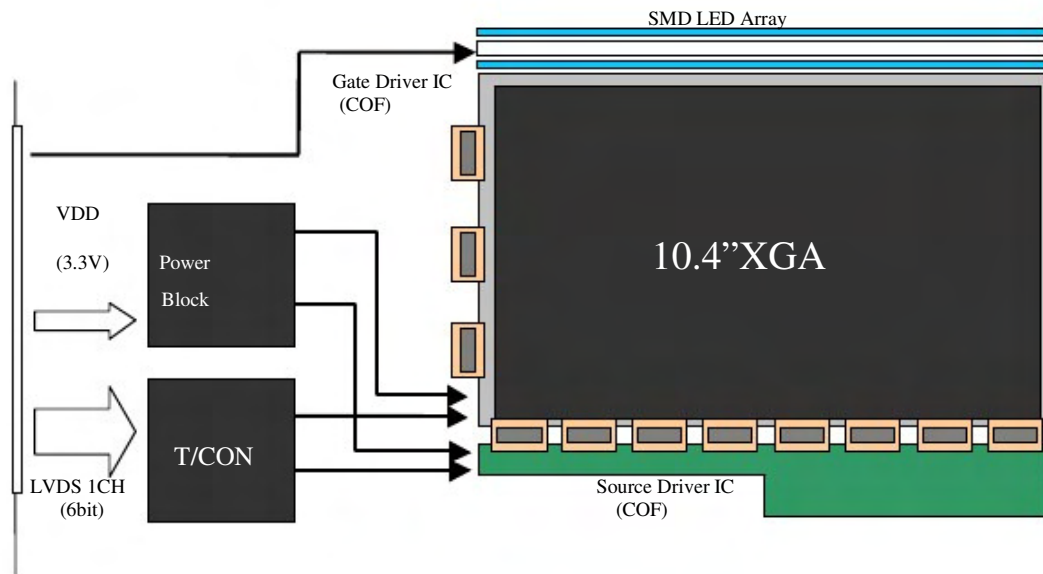 SMD LED Array
Gate Driver IC
(COF)
VDD
(3.3V)
Power
Block
10.4”XGA
T/CON
LVDS 1CH
(6bit)
Source Driver IC
(COF)